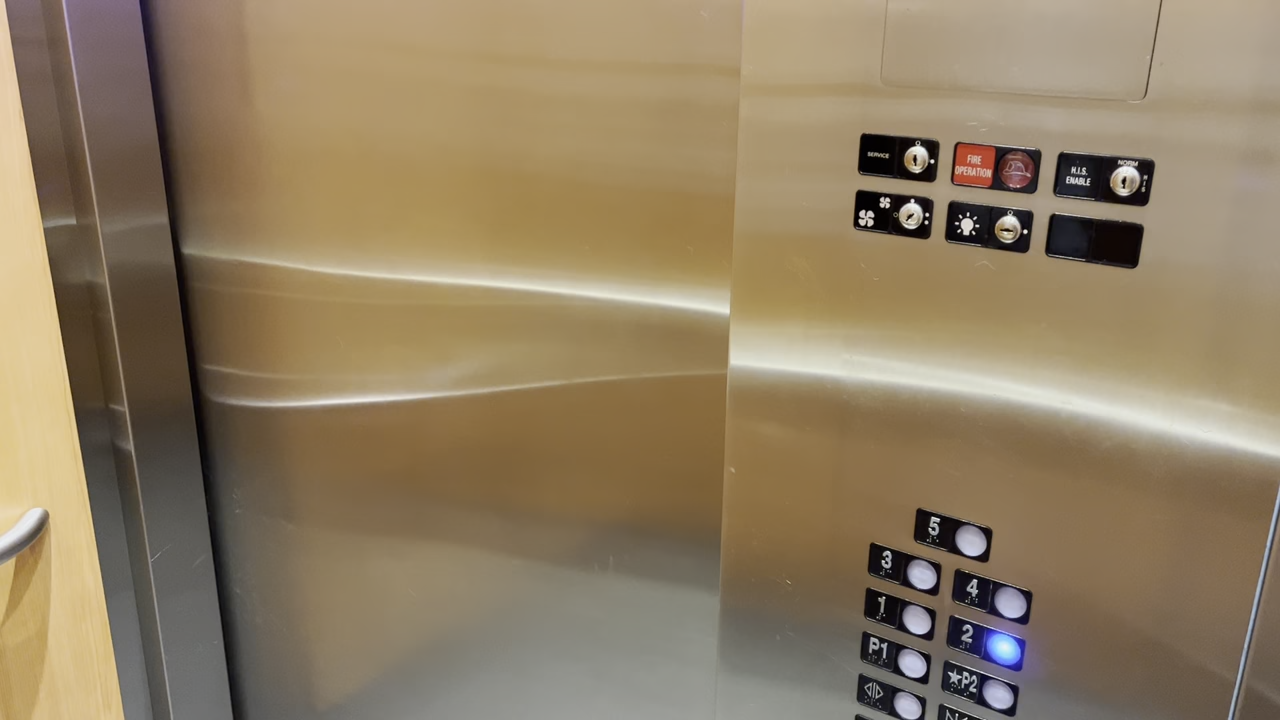 SERVICE
FIRE
OPERATION
H.I.S.
ENABLE
NORM
H I S
5
3
4
1
2
P1
★P2